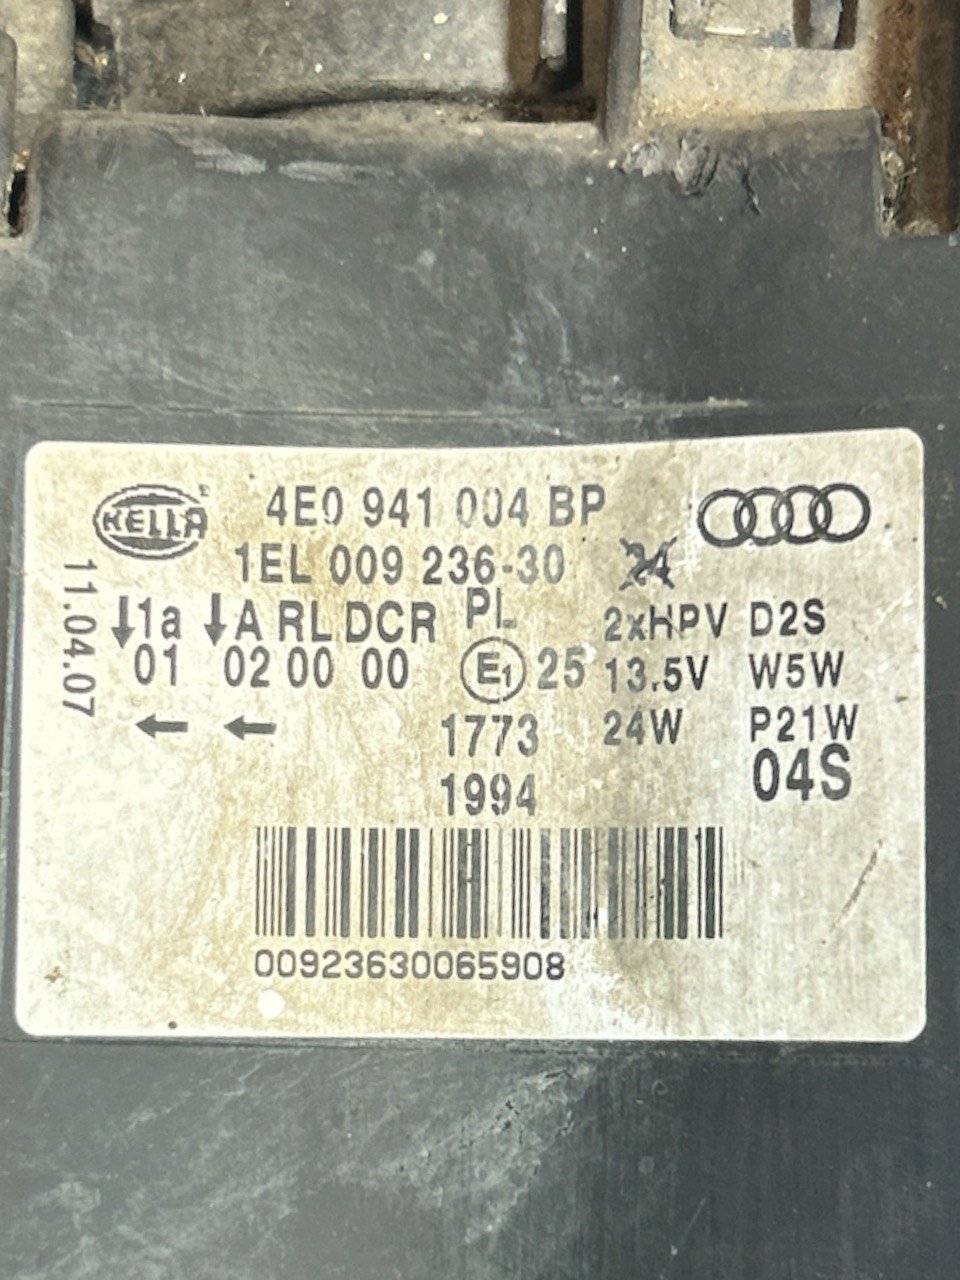 HELLA
4E0 941 004 BP
1EL 009 236-30 24
11.04.07
1a A RL DCR PL 2xHPV D2S
01 02 00 00 E1 25 13.5V W5W
1773 24W P21W
1994 04S
00923630065908